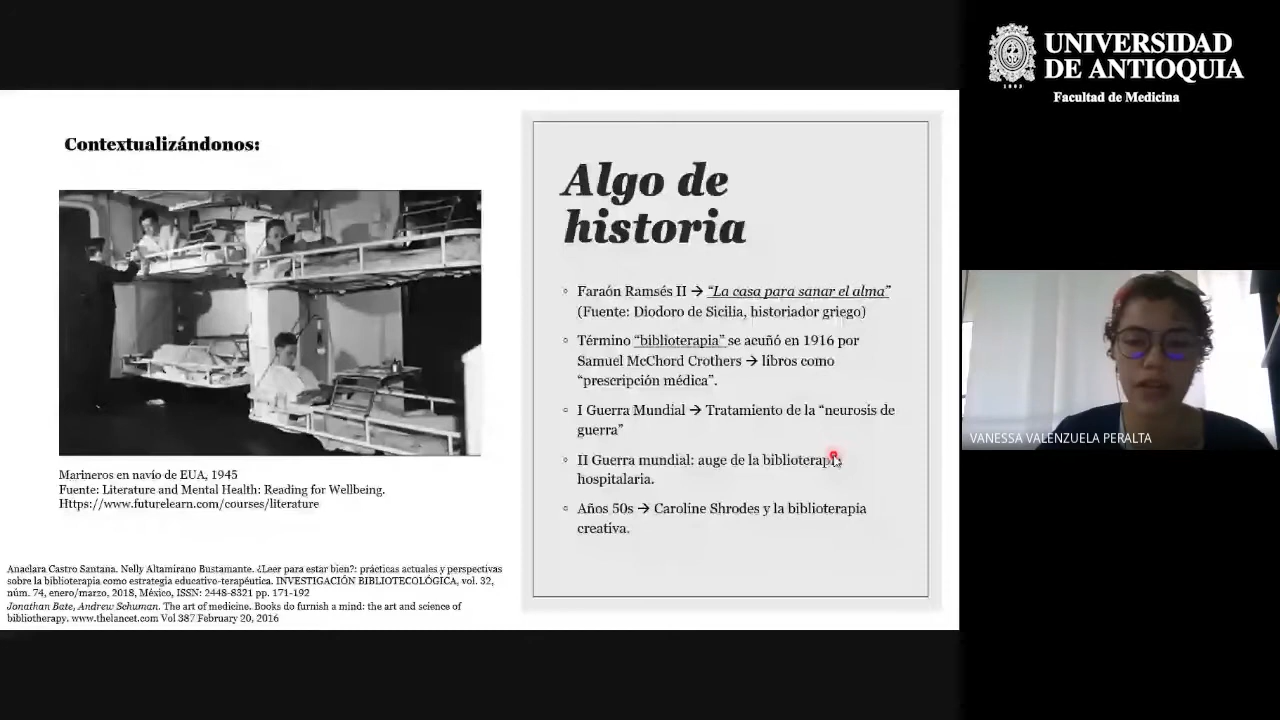 Contextualizándonos:
Marineros en navío de EUA, 1945
Fuente: Literature and Mental Health: Reading for Wellbeing.
Https://www.futurelearn.com/courses/literature
Anaclara Castro Santana. Nelly Altamirano Bustamante. ¿Leer para estar bien?: prácticas actuales y perspectivas
sobre la biblioterapia como estrategia educativo-terapéutica. INVESTIGACIÓN BIBLIOTECOLÓGICA, vol. 32,
núm. 74, enero/marzo, 2018, México, ISSN: 2448-8321 pp. 171-192
Jonathan Bate, Andrew Schuman. The art of medicine. Books do furnish a mind: the art and science of
bibliotherapy. www.thelancet.com Vol 387 February 20, 2016
Algo de
historia
◦ Faraón Ramsés II → “La casa para sanar el alma”
(Fuente: Diodoro de Sicilia, historiador griego)
◦ Término “biblioterapia” se acuñó en 1916 por
Samuel McChord Crothers → libros como
“prescripción médica”.
◦ I Guerra Mundial → Tratamiento de la “neurosis de
guerra”
◦ II Guerra mundial: auge de la biblioterapia
hospitalaria.
◦ Años 50s → Caroline Shrodes y la biblioterapia
creativa.
UNIVERSIDAD
DE ANTIOQUIA
1803
Facultad de Medicina
VANESSA VALENZUELA PERALTA